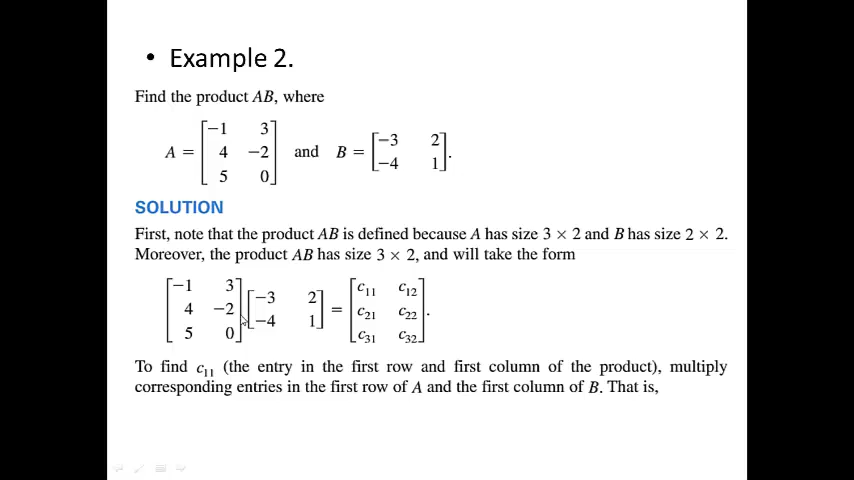 • Example 2.
Find the product AB, where
A = [−1 3; 4 −2; 5 0] and B = [−3 2; −4 1].
SOLUTION
First, note that the product AB is defined because A has size 3 × 2 and B has size 2 × 2.
Moreover, the product AB has size 3 × 2, and will take the form
[−1 3; 4 −2; 5 0] [−3 2; −4 1] = [c₁₁ c₁₂; c₂₁ c₂₂; c₃₁ c₃₂].
To find c₁₁ (the entry in the first row and first column of the product), multiply
corresponding entries in the first row of A and the first column of B. That is,